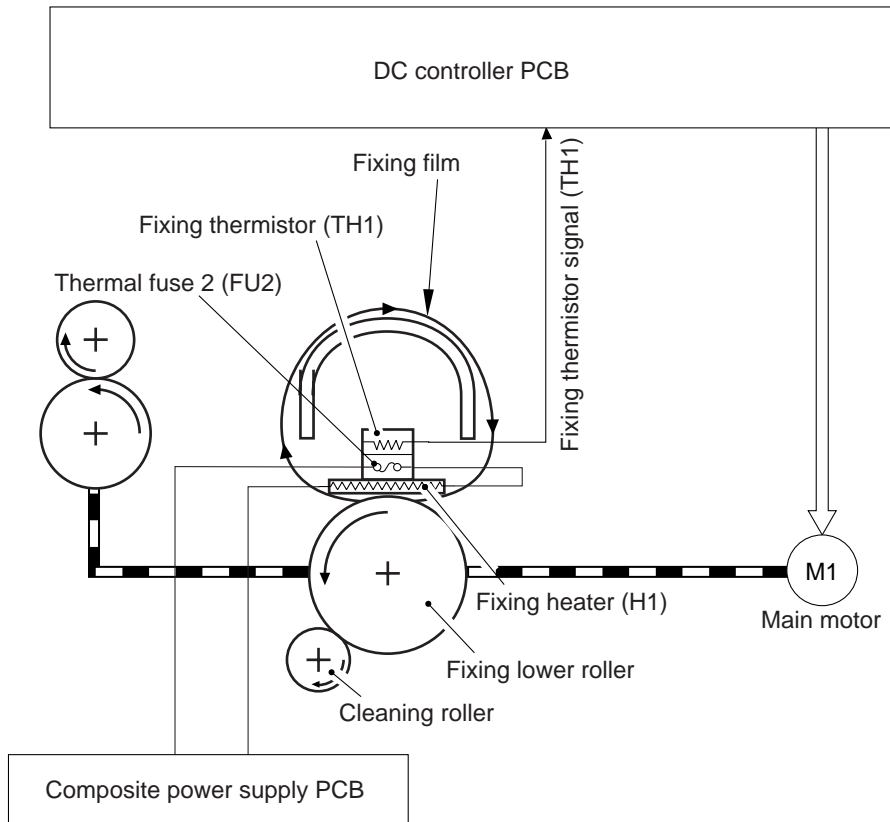 DC controller PCB
Fixing film
Fixing thermistor (TH1)
Thermal fuse 2 (FU2)
Fixing thermistor signal (TH1)
M1
Main motor
Fixing heater (H1)
Fixing lower roller
Cleaning roller
Composite power supply PCB